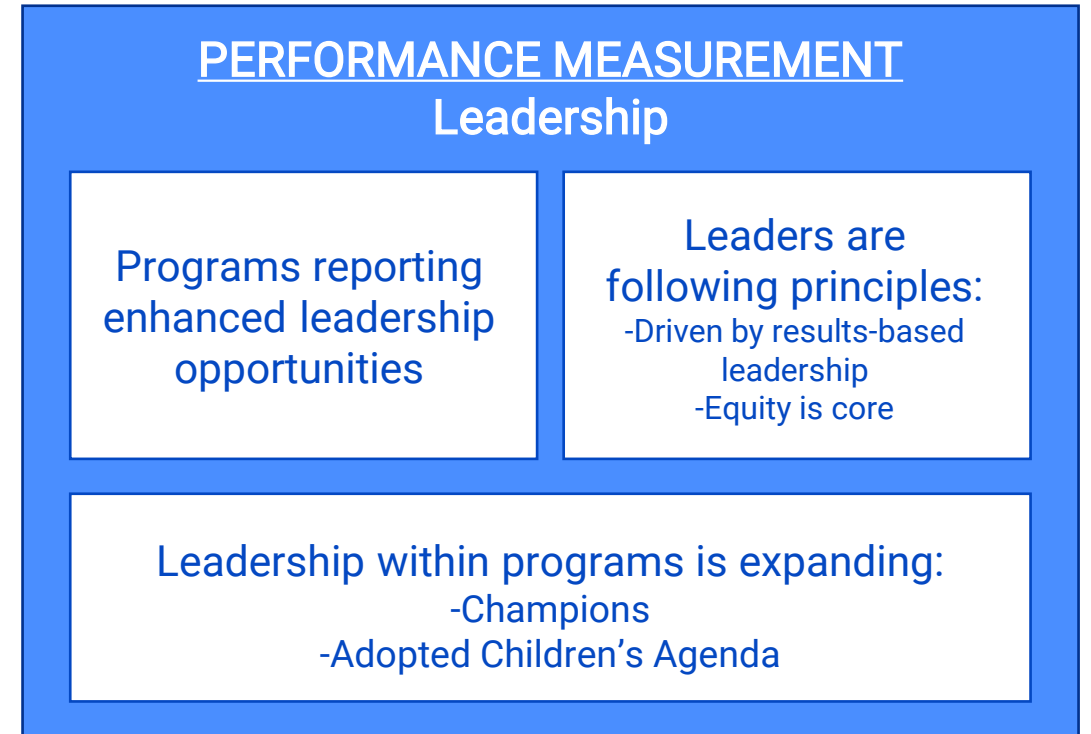 PERFORMANCE MEASUREMENT
Leadership
Programs reporting
enhanced leadership
opportunities
Leaders are
following principles:
-Driven by results-based
leadership
-Equity is core
Leadership within programs is expanding:
-Champions
-Adopted Children’s Agenda